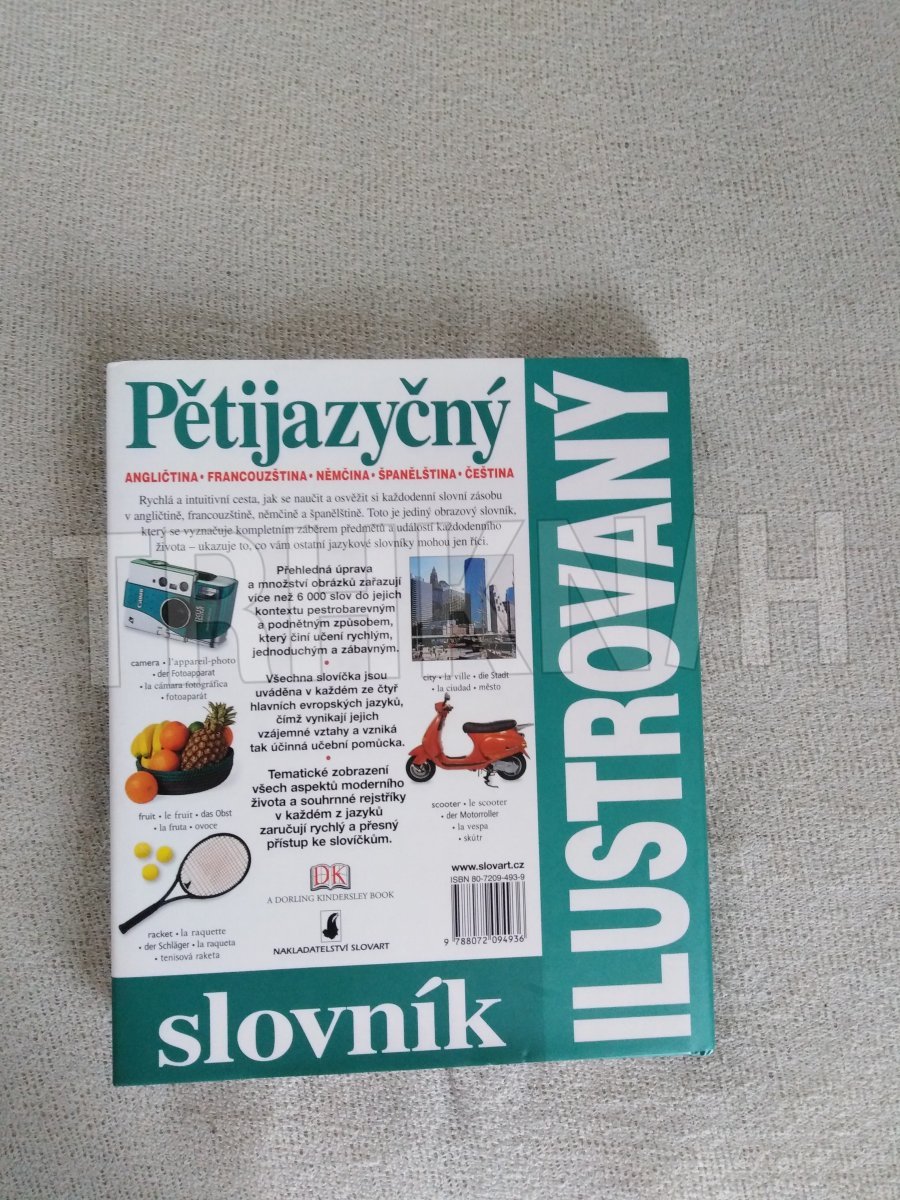 Pětijazyčný
ANGLIČTINA • FRANCOUZŠTINA • NĚMČINA • ŠPANĚLŠTINA • ČEŠTINA
Rychlá a intuitivní cesta, jak se naučit a osvěžit si každodenní slovní zásobu
v angličtině, francouzštině, němčině a španělštině. Toto je jediný obrazový slovník,
který se vyznačuje kompletním záběrem předmětů a událostí každodenního
života – ukazuje to, co vám ostatní jazykové slovníky mohou jen říci.
Canon
camera • l'appareil-photo
• der Fotoapparat
• la cámara fotográfica
• fotoaparát
fruit • le fruit • das Obst
• la fruta • ovoce
racket • la raquette
• der Schläger • la raqueta
• tenisová raketa
Přehledná úprava
a množství obrázků zařazují
více než 6 000 slov do jejich
kontextu pestrobarevným
a podnětným způsobem,
který činí učení rychlým,
jednoduchým a zábavným.
•
Všechna slovíčka jsou
uváděna v každém ze čtyř
hlavních evropských jazyků,
čímž vynikají jejich
vzájemné vztahy a vzniká
tak účinná učební pomůcka.
•
Tematické zobrazení
všech aspektů moderního
života a souhrnné rejstříky
v každém z jazyků
zaručují rychlý a přesný
přístup ke slovíčkům.
DK
A DORLING KINDERSLEY BOOK
NAKLADATELSTVÍ SLOVART
city • la ville • die Stadt
• la ciudad • město
scooter • le scooter
• der Motorroller
• la vespa
• skútr
www.slovart.cz
ISBN 80-7209-493-9
9 788072 094936
slovník
ILUSTROVANÝ